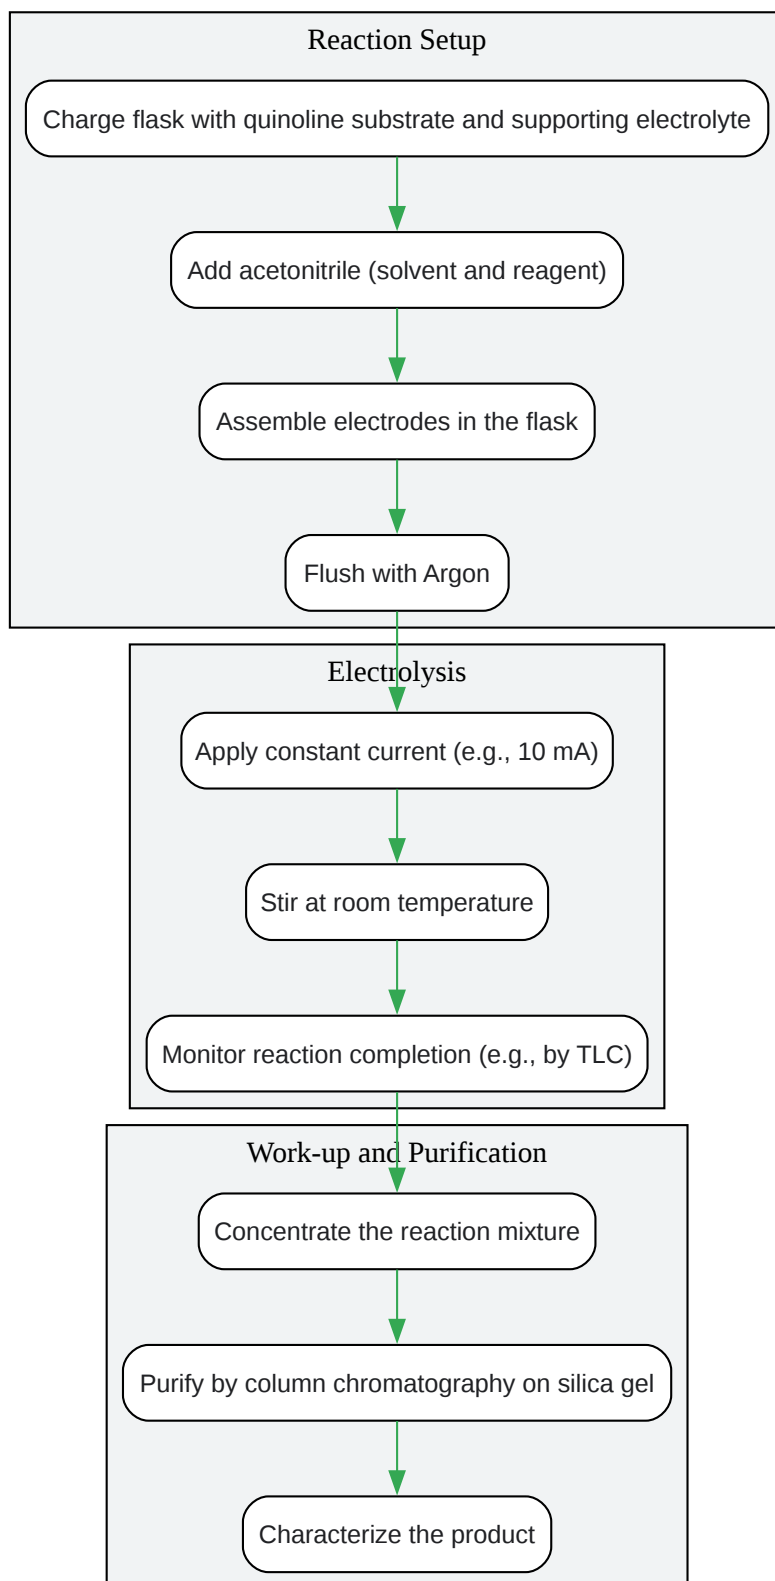 Reaction Setup
Charge flask with quinoline substrate and supporting electrolyte
Add acetonitrile (solvent and reagent)
Assemble electrodes in the flask
Flush with Argon
Electrolysis
Apply constant current (e.g., 10 mA)
Stir at room temperature
Monitor reaction completion (e.g., by TLC)
Work-up and Purification
Concentrate the reaction mixture
Purify by column chromatography on silica gel
Characterize the product